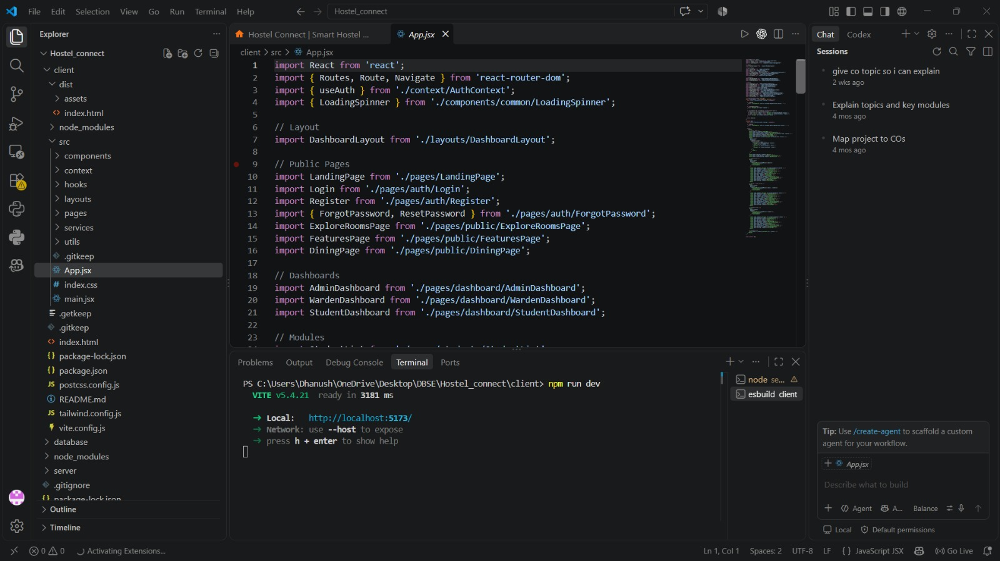 File Edit Selection View Go Run Terminal Help
Hostel_connect
Explorer
Hostel_connect
client
dist
assets
index.html
node_modules
src
components
context
hooks
layouts
pages
services
utils
.gitkeep
App.jsx
index.css
main.jsx
.getkeep
.gitkeep
index.html
package-lock.json
package.json
postcss.config.js
README.md
tailwind.config.js
vite.config.js
database
node_modules
server
.gitignore
package-lock.json
Outline
Timeline
Hostel Connect | Smart Hostel ...
App.jsx
client > src > App.jsx
1 import React from 'react';
2 import { Routes, Route, Navigate } from 'react-router-dom';
3 import { useAuth } from './context/AuthContext';
4 import { LoadingSpinner } from './components/common/LoadingSpinner';
5
6 // Layout
7 import DashboardLayout from './layouts/DashboardLayout';
8
9 // Public Pages
10 import LandingPage from './pages/LandingPage';
11 import Login from './pages/auth/Login';
12 import Register from './pages/auth/Register';
13 import { ForgotPassword, ResetPassword } from './pages/auth/ForgotPassword';
14 import ExploreRoomsPage from './pages/public/ExploreRoomsPage';
15 import FeaturesPage from './pages/public/FeaturesPage';
16 import DiningPage from './pages/public/DiningPage';
17
18 // Dashboards
19 import AdminDashboard from './pages/dashboard/AdminDashboard';
20 import WardenDashboard from './pages/dashboard/WardenDashboard';
21 import StudentDashboard from './pages/dashboard/StudentDashboard';
22
23 // Modules
Problems Output Debug Console Terminal Ports
PS C:\Users\Dhanush\OneDrive\Desktop\DBSE\Hostel_connect\client> npm run dev
VITE v5.4.21 ready in 3181 ms
➜ Local: http://localhost:5173/
➜ Network: use --host to expose
➜ press h + enter to show help
node se...
esbuild client
Chat Codex
Sessions
give co topic so i can explain
2 wks ago
Explain topics and key modules
4 mos ago
Map project to COs
4 mos ago
Tip: Use /create-agent to scaffold a custom
agent for your workflow.
App.jsx
Describe what to build
Agent A... Balance
Local Default permissions
0 0 Activating Extensions...
Ln 1, Col 1 Spaces: 2 UTF-8 LF { } JavaScript JSX Go Live